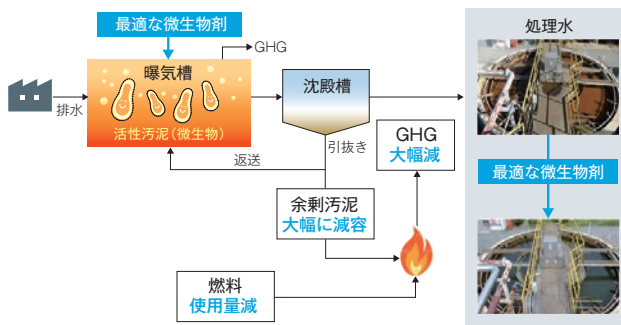 最適な微生物剤
GHG
曝気槽
排水
活性汚泥(微生物)
沈殿槽
引抜き
返送
GHG
大幅減
余剰汚泥
大幅に減容
燃料
使用量減
処理水
最適な微生物剤